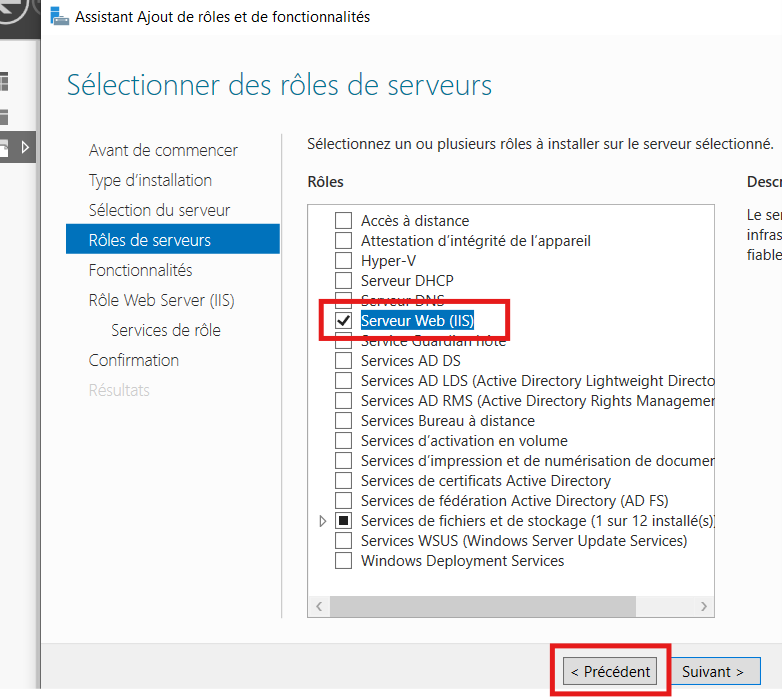 Assistant Ajout de rôles et de fonctionnalités
Sélectionner des rôles de serveurs
Avant de commencer
Type d'installation
Sélection du serveur
Rôles de serveurs
Fonctionnalités
Rôle Web Server (IIS)
Services de rôle
Confirmation
Résultats
Sélectionnez un ou plusieurs rôles à installer sur le serveur sélectionné.
Rôles
Accès à distance
Attestation d'intégrité de l'appareil
Hyper-V
Serveur DHCP
Serveur DNS
Serveur Web (IIS)
Service Guardian hôte
Services AD DS
Services AD LDS (Active Directory Lightweight Directo
Services AD RMS (Active Directory Rights Managemer
Services Bureau à distance
Services d'activation en volume
Services d'impression et de numérisation de documer
Services de certificats Active Directory
Services de fédération Active Directory (AD FS)
Services de fichiers et de stockage (1 sur 12 installé(s))
Services WSUS (Windows Server Update Services)
Windows Deployment Services
Descr
Le ser
infras
fiable
< Précédent
Suivant >